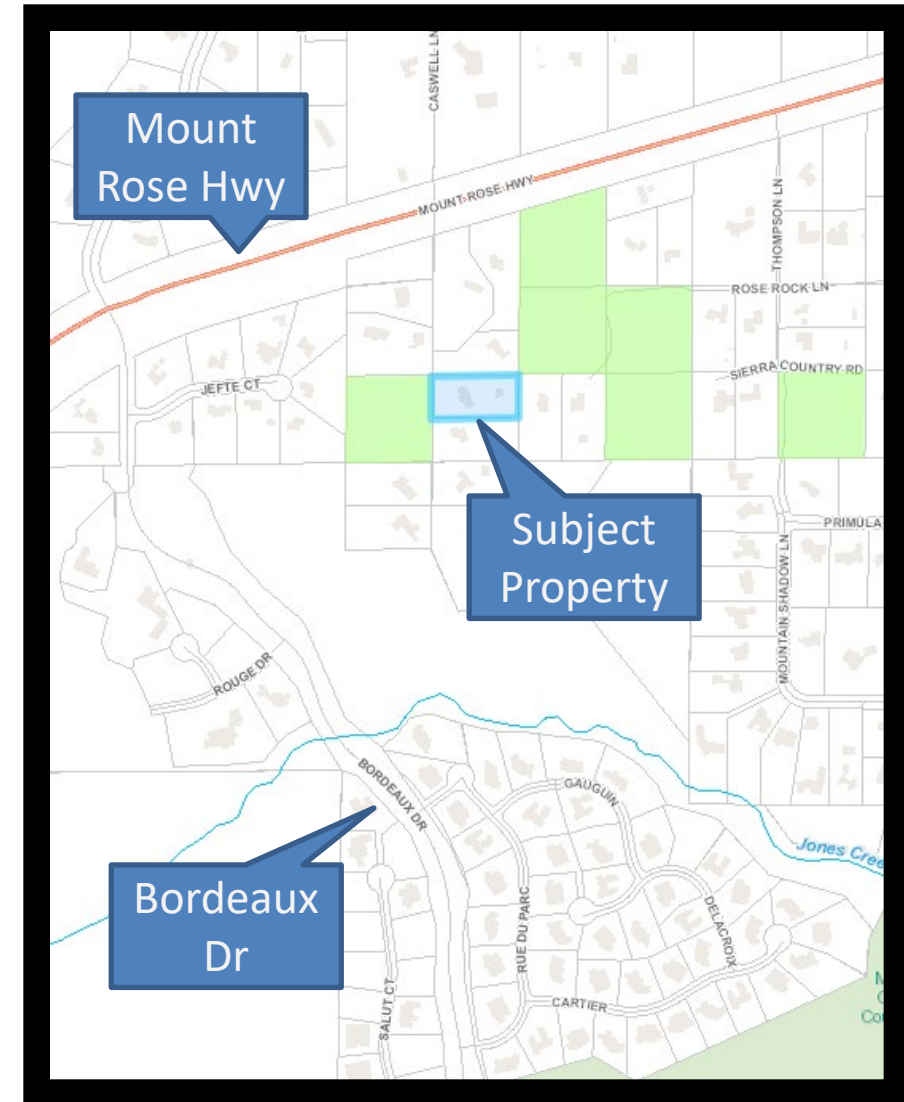 CASWELL LN
Mount
Rose Hwy
MOUNT ROSE HWY
THOMPSON LN
ROSE ROCK LN
SIERRA COUNTRY RD
JEFTE CT
Subject
Property
PRIMULA
MOUNTAIN SHADOW LN
ROUGE DR
BORDEAUX DR
GAUGUIN
Jones Cree
Bordeaux
Dr
RUE DU PARC
DELACROIX
SALUT CT
CARTIER